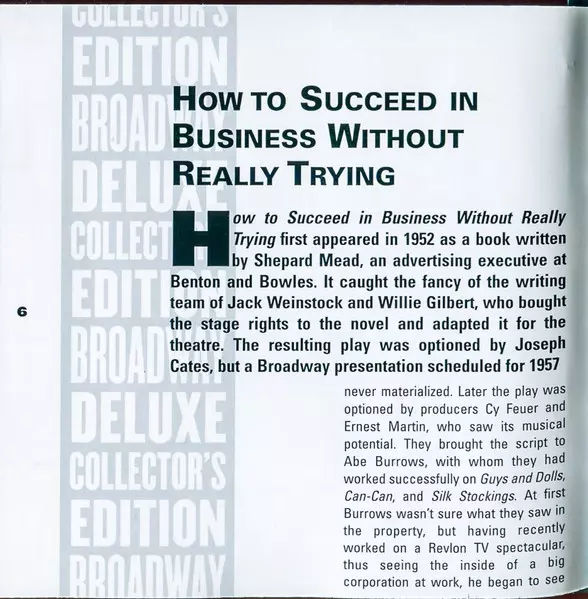 COLLECTOR'S
EDITION
BROADWAY
DELUXE
COLLECTOR'S
EDITION
BROADWAY
DELUXE
COLLECTOR'S
EDITION
BROADWAY
HOW TO SUCCEED IN
BUSINESS WITHOUT
REALLY TRYING
How to Succeed in Business Without Really
Trying first appeared in 1952 as a book written
by Shepard Mead, an advertising executive at
Benton and Bowles. It caught the fancy of the writing
team of Jack Weinstock and Willie Gilbert, who bought
the stage rights to the novel and adapted it for the
theatre. The resulting play was optioned by Joseph
Cates, but a Broadway presentation scheduled for 1957
never materialized. Later the play was
optioned by producers Cy Feuer and
Ernest Martin, who saw its musical
potential. They brought the script to
Abe Burrows, with whom they had
worked successfully on Guys and Dolls,
Can-Can, and Silk Stockings. At first
Burrows wasn't sure what they saw in
the property, but having recently
worked on a Revlon TV spectacular,
thus seeing the inside of a big
corporation at work, he began to see
6